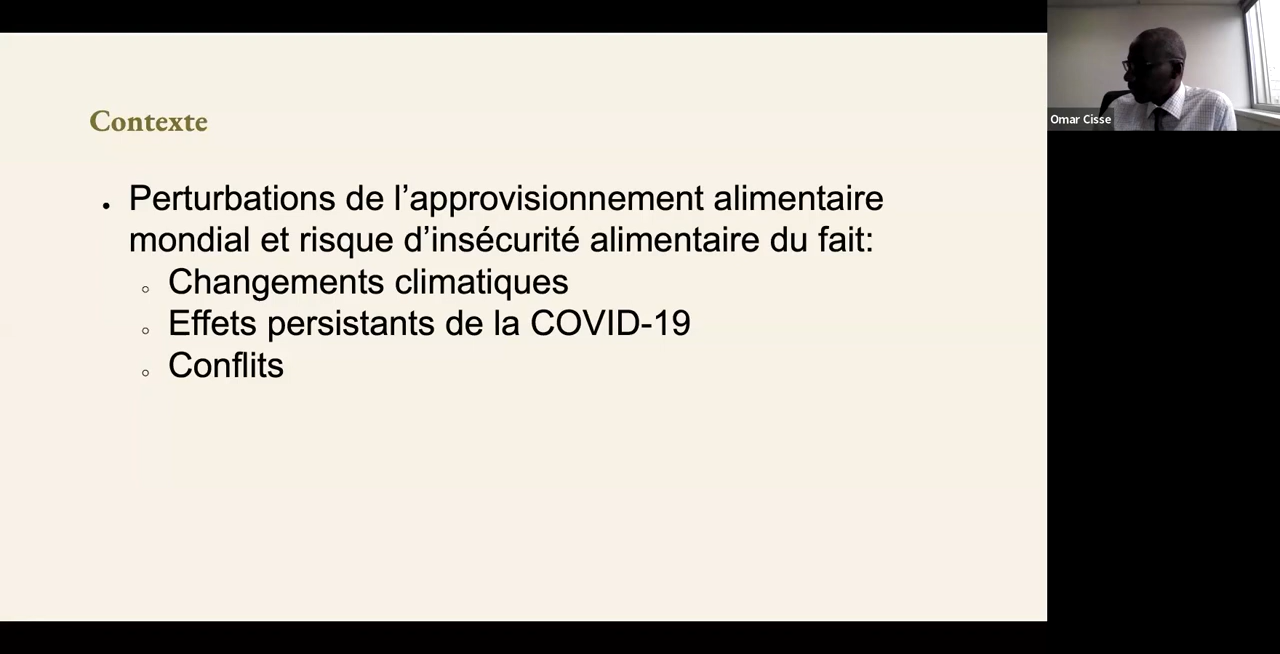 Contexte
Perturbations de l’approvisionnement alimentaire
mondial et risque d’insécurité alimentaire du fait:
Changements climatiques
Effets persistants de la COVID-19
Conflits
Omar Cisse